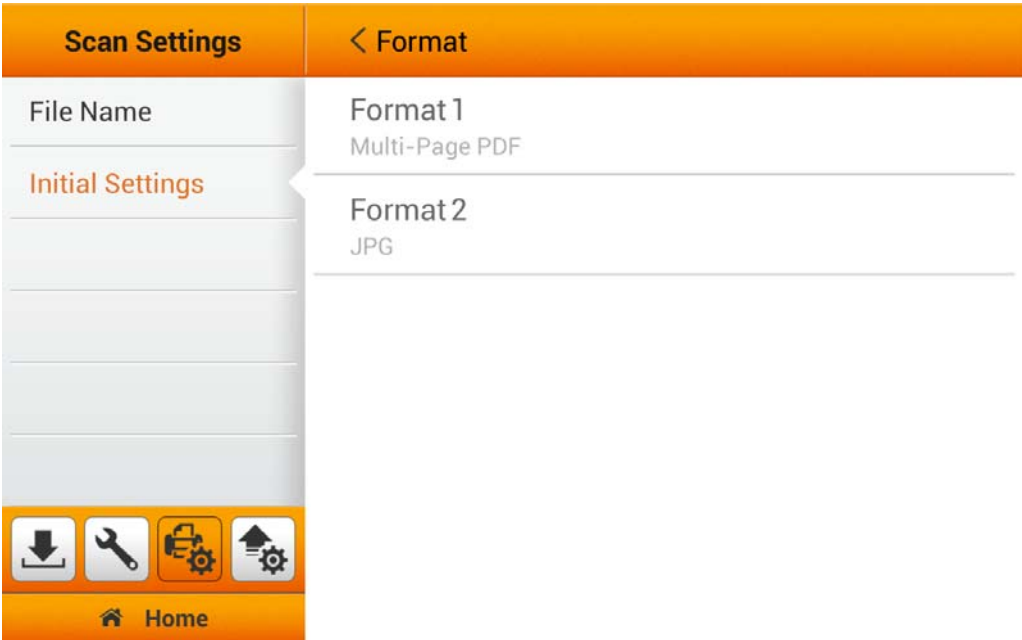 Scan Settings
< Format
File Name
Initial Settings
Format 1
Multi-Page PDF
Format 2
JPG
Home